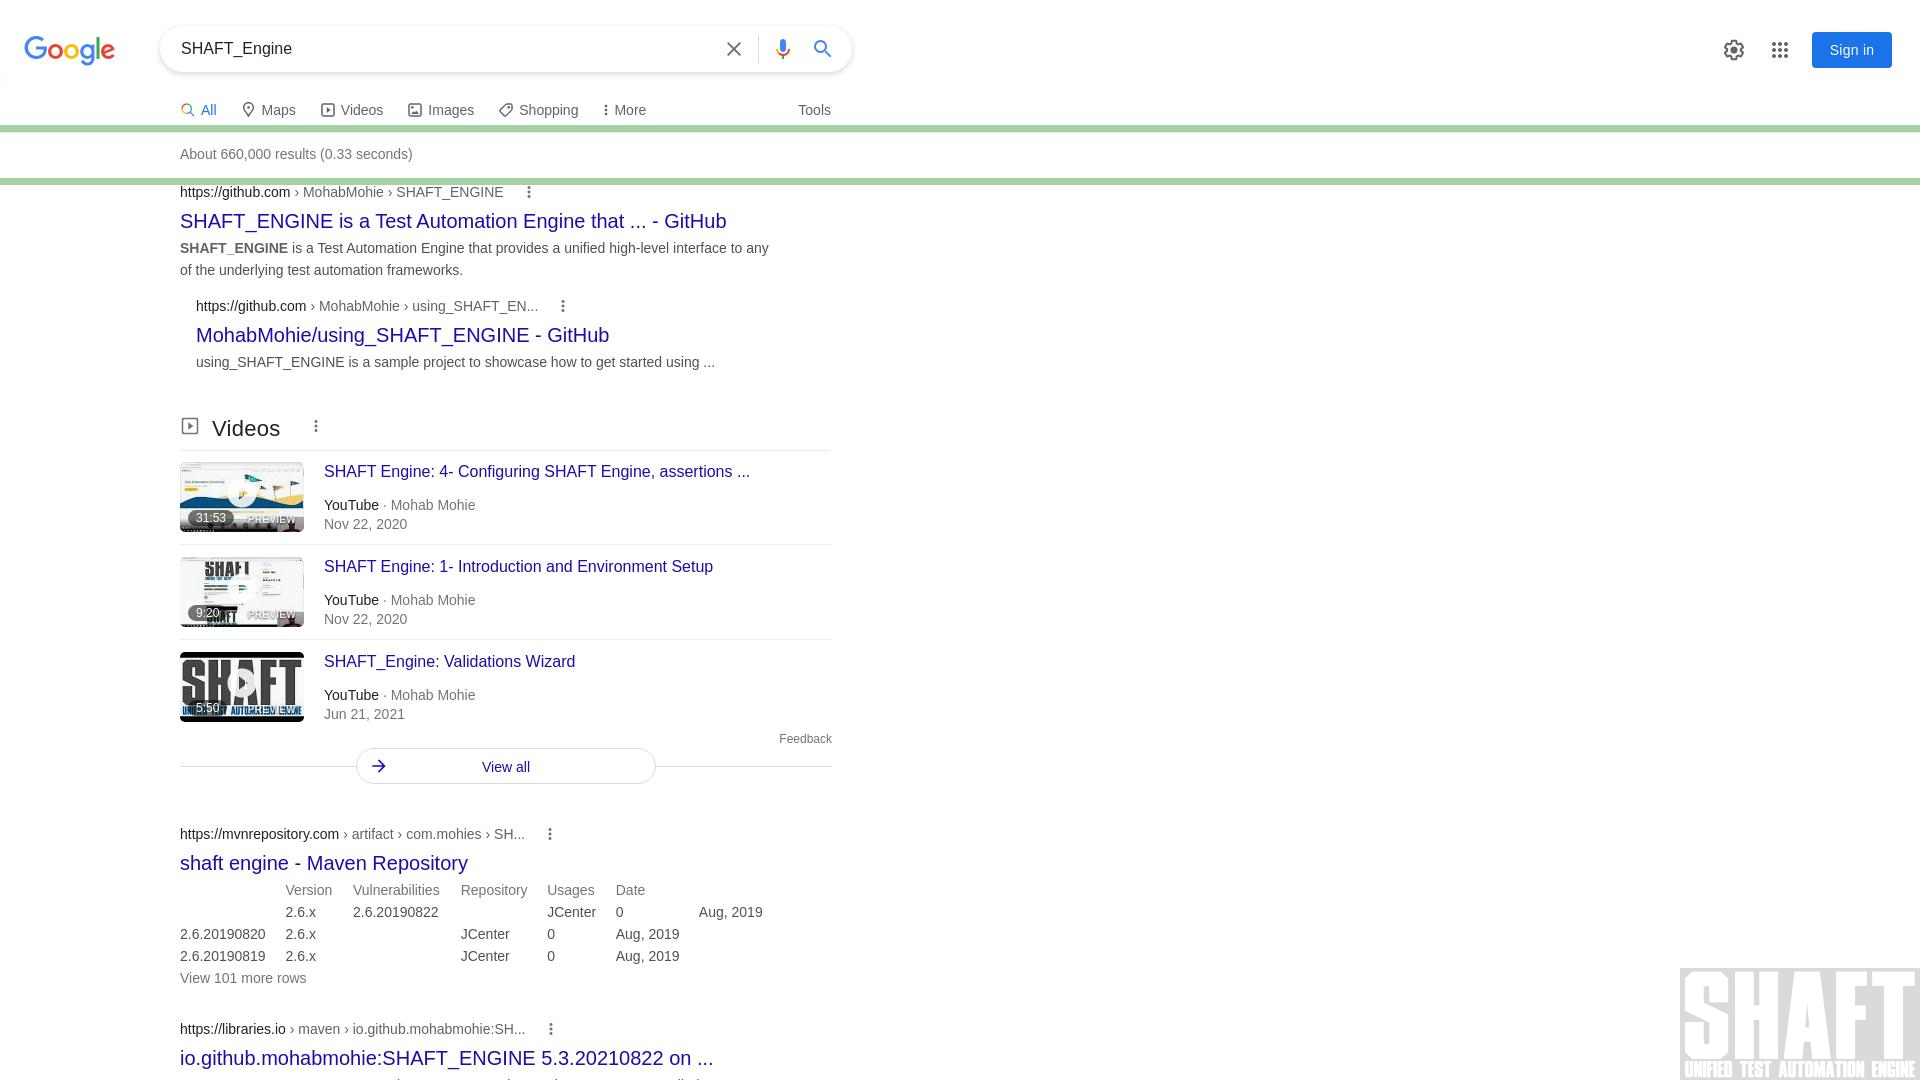 Google
SHAFT_Engine
Sign in
All
Maps
Videos
Images
Shopping
More
Tools
About 660,000 results (0.33 seconds)
https://github.com › MohabMohie › SHAFT_ENGINE
SHAFT_ENGINE is a Test Automation Engine that ... - GitHub
SHAFT_ENGINE is a Test Automation Engine that provides a unified high-level interface to any
of the underlying test automation frameworks.
https://github.com › MohabMohie › using_SHAFT_EN...
MohabMohie/using_SHAFT_ENGINE - GitHub
using_SHAFT_ENGINE is a sample project to showcase how to get started using ...
Videos
SHAFT Engine: 4- Configuring SHAFT Engine, assertions ...
31:53
PREVIEW
YouTube · Mohab Mohie
Nov 22, 2020
SHAFT
SHAFT Engine: 1- Introduction and Environment Setup
9:20
PREVIEW
YouTube · Mohab Mohie
Nov 22, 2020
SHAFT
UNIFIED TEST AUTOMATION ENGINE
SHAFT_Engine: Validations Wizard
5:50
PREVIEW
YouTube · Mohab Mohie
Jun 21, 2021
Feedback
View all
https://mvnrepository.com › artifact › com.mohies › SH...
shaft engine - Maven Repository
Version Vulnerabilities Repository Usages Date
2.6.x 2.6.20190822 JCenter 0 Aug, 2019
2.6.20190820 2.6.x JCenter 0 Aug, 2019
2.6.20190819 2.6.x JCenter 0 Aug, 2019
View 101 more rows
https://libraries.io › maven › io.github.mohabmohie:SH...
io.github.mohabmohie:SHAFT_ENGINE 5.3.20210822 on ...
SHAFT
UNIFIED TEST AUTOMATION ENGINE